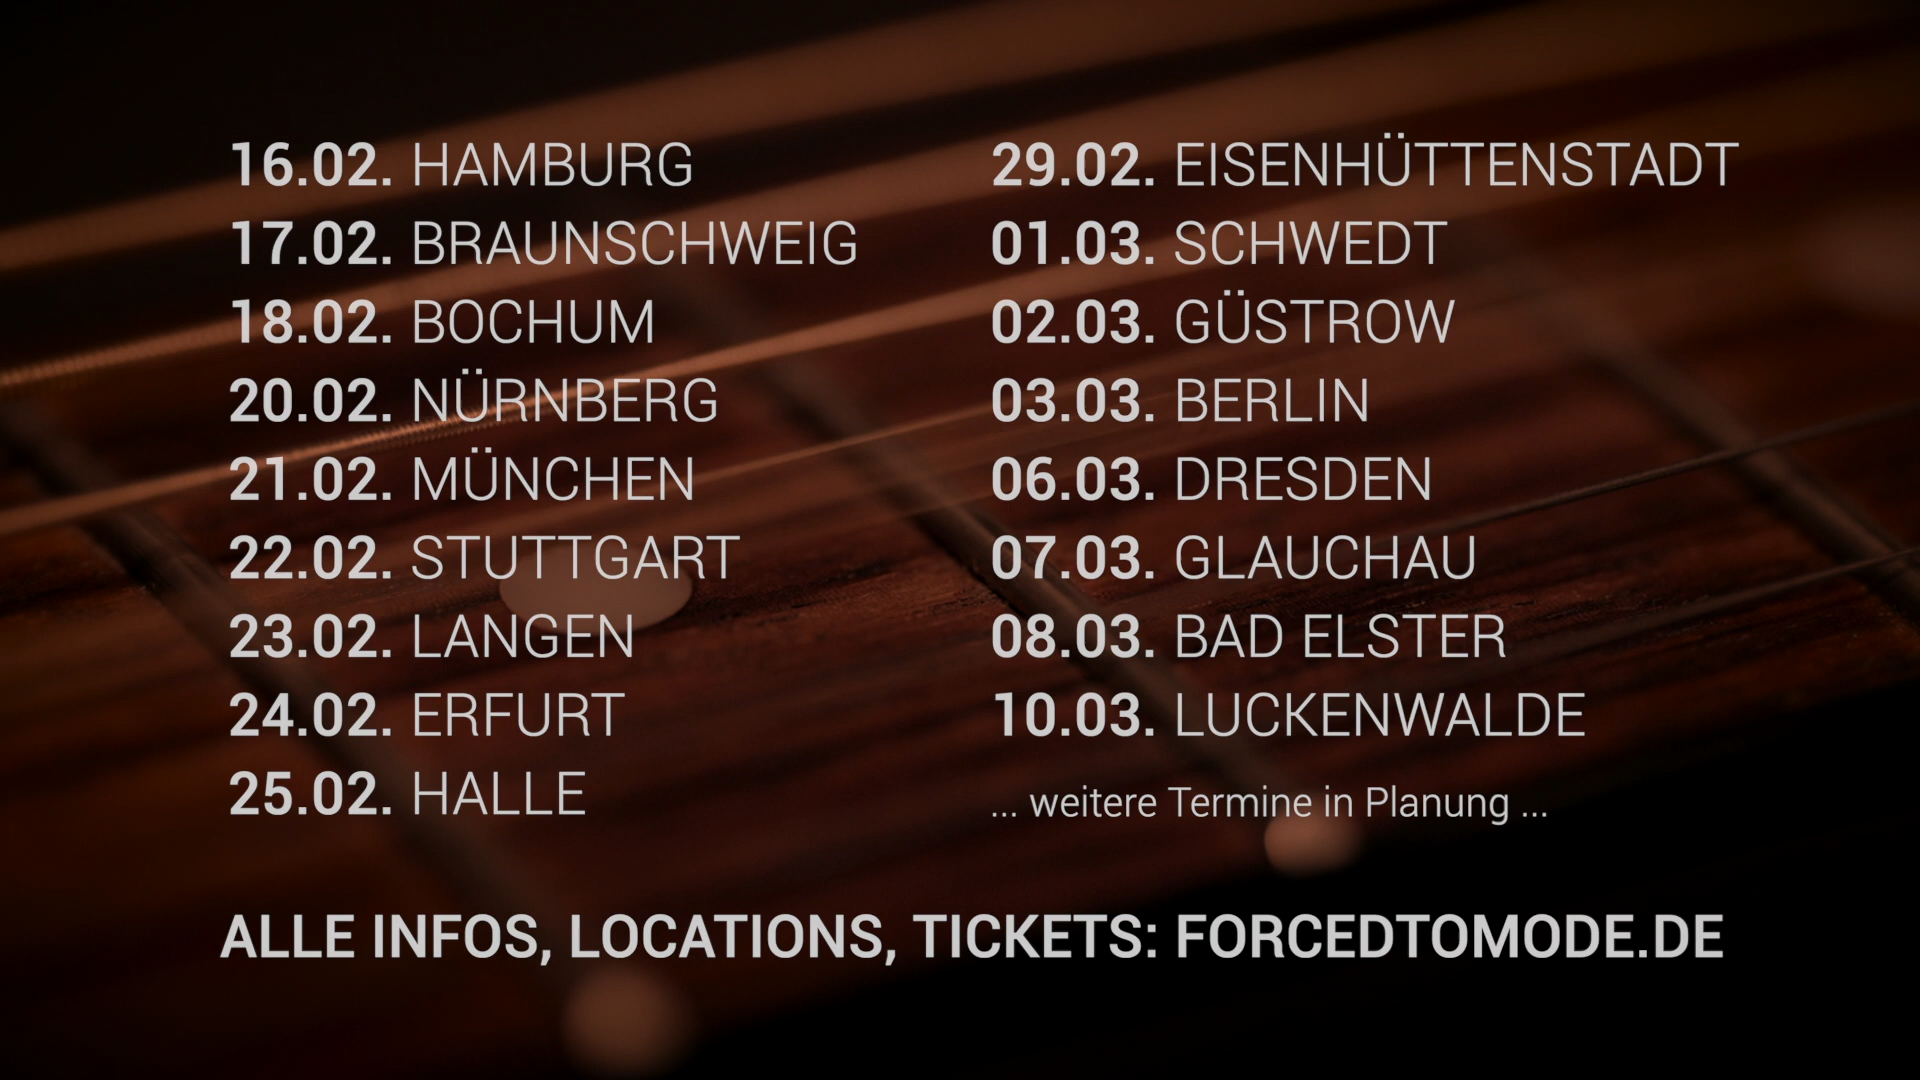 16.02. HAMBURG
17.02. BRAUNSCHWEIG
18.02. BOCHUM
20.02. NÜRNBERG
21.02. MÜNCHEN
22.02. STUTTGART
23.02. LANGEN
24.02. ERFURT
25.02. HALLE
29.02. EISENHÜTTENSTADT
01.03. SCHWEDT
02.03. GÜSTROW
03.03. BERLIN
06.03. DRESDEN
07.03. GLAUCHAU
08.03. BAD ELSTER
10.03. LUCKENWALDE
... weitere Termine in Planung ...
ALLE INFOS, LOCATIONS, TICKETS: FORCEDTOMODE.DE